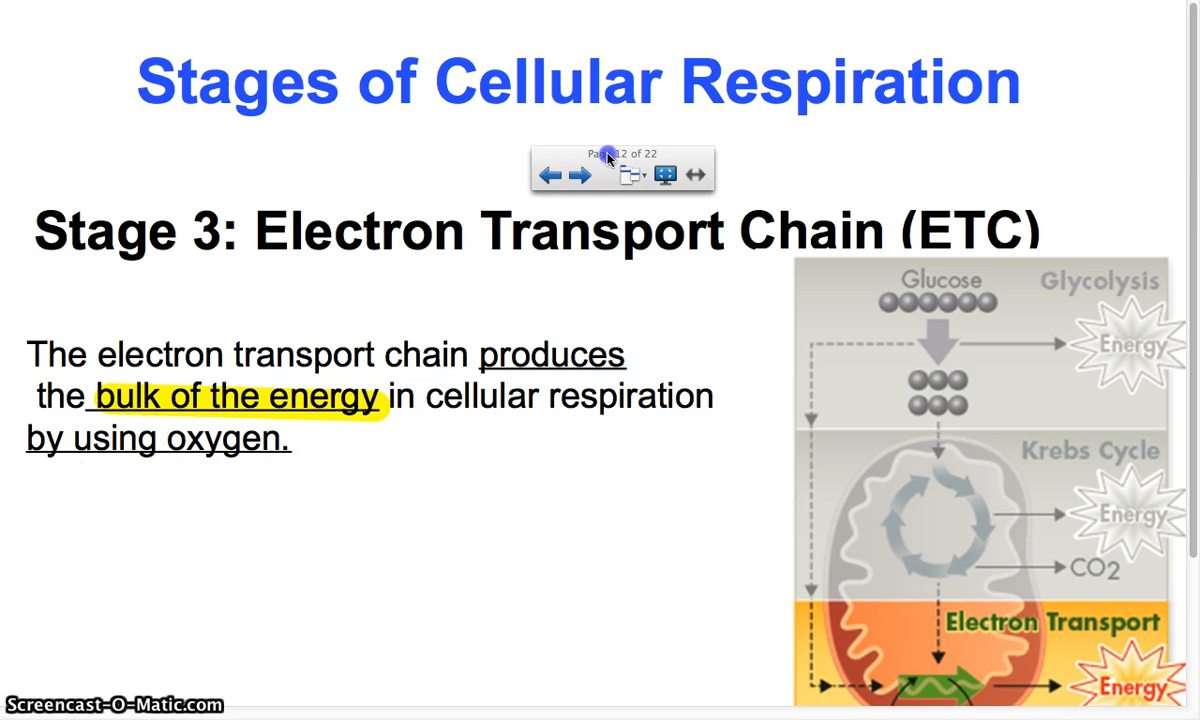 Stages of Cellular Respiration
12 of 22
Stage 3: Electron Transport Chain (ETC)
The electron transport chain produces
the bulk of the energy in cellular respiration
by using oxygen.
Glucose
Glycolysis
Energy
Krebs Cycle
Energy
CO2
Electron Transport
Energy
Screencast-O-Matic.com